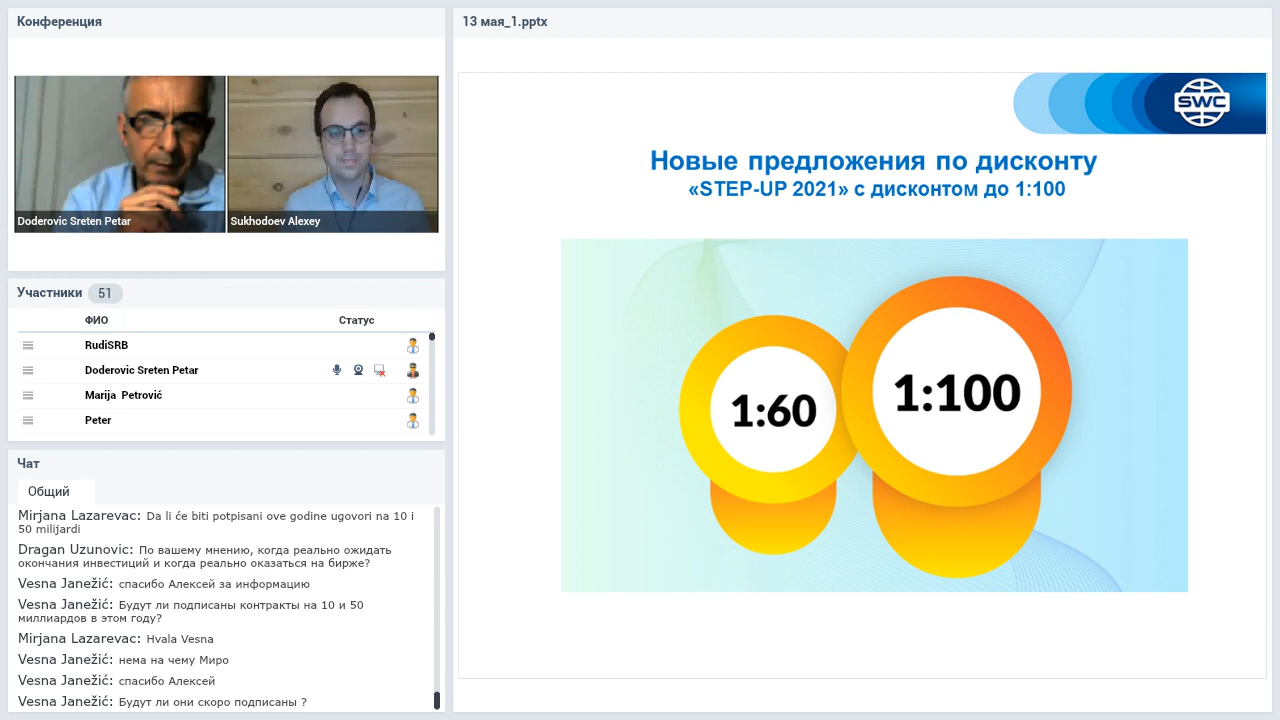 Конференция
Doderovic Sreten Petar
Sukhodoev Alexey
Участники 51
ФИО Статус
RudiSRB
Doderovic Sreten Petar
Marija Petrović
Peter
Чат
Общий
Mirjana Lazarevac: Da li će biti potpisani ove godine ugovori na 10 i
50 milijardi
Dragan Uzunovic: По вашему мнению, когда реально ожидать
окончания инвестиций и когда реально оказаться на бирже?
Vesna Janežić: спасибо Алексей за информацию
Vesna Janežić: Будут ли подписаны контракты на 10 и 50
миллиардов в этом году?
Mirjana Lazarevac: Hvala Vesna
Vesna Janežić: нема на чему Миро
Vesna Janežić: спасибо Алексей
Vesna Janežić: Будут ли они скоро подписаны ?
13 мая_1.pptx
SWC
Новые предложения по дисконту
«STEP-UP 2021» с дисконтом до 1:100
1:60
1:100